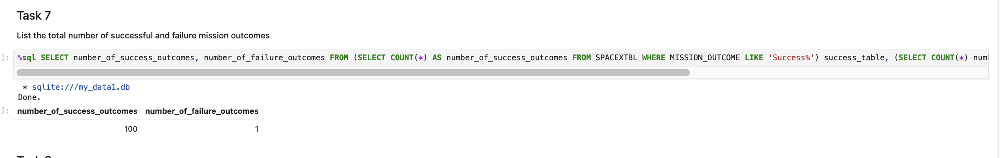 Task 7
List the total number of successful and failure mission outcomes
]: %sql SELECT number_of_success_outcomes, number_of_failure_outcomes FROM (SELECT COUNT(*) AS number_of_success_outcomes FROM SPACEXTBL WHERE MISSION_OUTCOME LIKE 'Success%') success_table, (SELECT COUNT(*) num
* sqlite:///my_data1.db
Done.
]: number_of_success_outcomes number_of_failure_outcomes
100 1